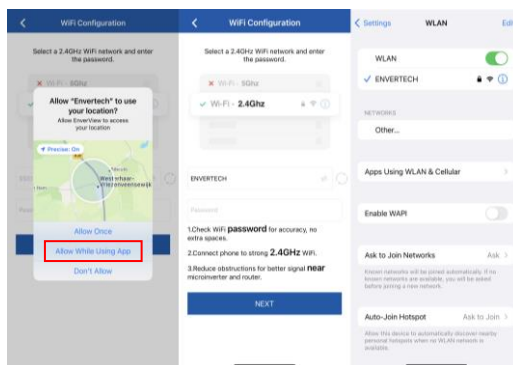 WiFi Configuration
Select a 2.4GHz WiFi network and enter
the password.
Wi-Fi - 5Ghz
Allow "Envertech" to use
your location?
Allow EnverView to access
your location
Precise: On
Allow Once
Allow While Using App
Don't Allow
WiFi Configuration
Select a 2.4GHz WiFi network and enter
the password.
Wi-Fi - 5Ghz
Wi-Fi - 2.4Ghz
ENVERTECH
Password
1.Check WiFi password for accuracy, no
extra spaces.
2.Connect phone to strong 2.4GHz WiFi.
3.Reduce obstructions for better signal near
microinverter and router.
NEXT
Settings
WLAN
Edit
WLAN
ENVERTECH
NETWORKS
Other...
Apps Using WLAN & Cellular
Enable WAPI
Ask to Join Networks
Ask
Known networks will be joined automatically. If no
known networks are available, you will be asked
before joining a new network.
Auto-Join Hotspot
Ask to Join
Allow this device to automatically discover nearby
personal hotspots when no WLAN network is
available.